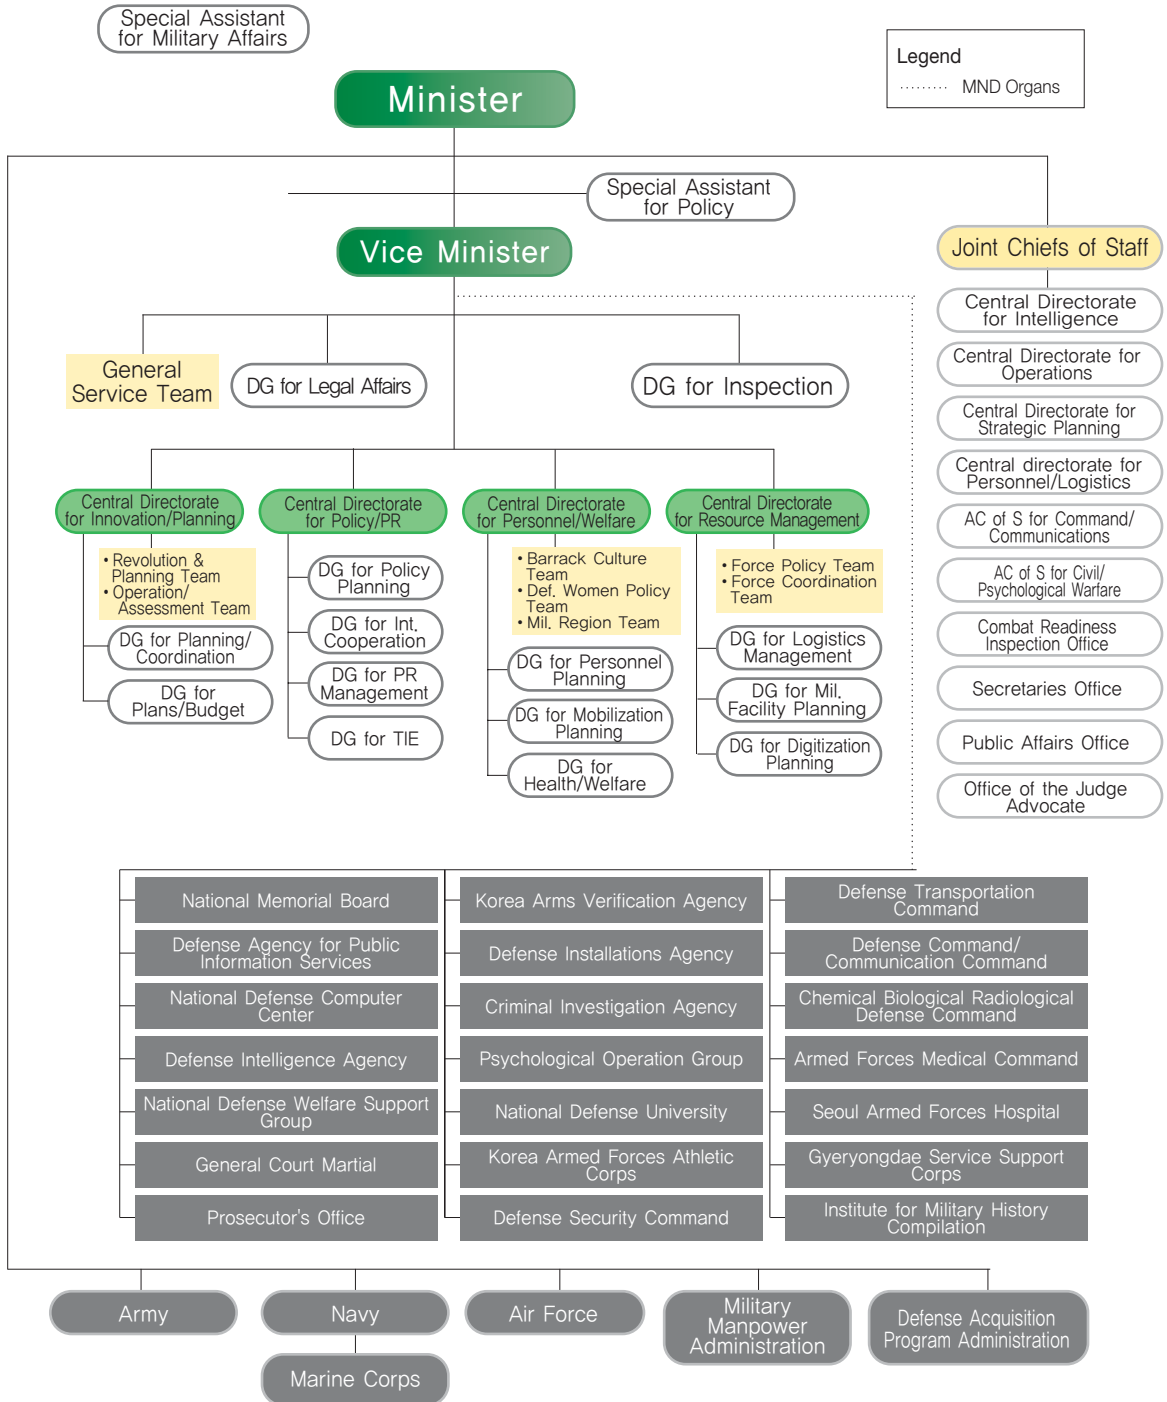 Special Assistant
for Military Affairs
Legend
MND Organs
Minister
Special Assistant
for Policy
Vice Minister
Joint Chiefs of Staff
Central Directorate
for Intelligence
Central Directorate for
Operations
Central Directorate for
Strategic Planning
Central directorate for
Personnel/Logistics
AC of S for Command/
Communications
AC of S for Civil/
Psychological Warfare
Combat Readiness
Inspection Office
Secretaries Office
Public Affairs Office
Office of the Judge
Advocate
General
Service Team
DG for Legal Affairs
DG for Inspection
Central Directorate
for Innovation/Planning
• Revolution &
Planning Team
• Operation/
Assessment Team
DG for Planning/
Coordination
DG for
Plans/Budget
Central Directorate
for Policy/PR
DG for Policy
Planning
DG for Int.
Cooperation
DG for PR
Management
DG for TIE
Central Directorate
for Personnel/Welfare
• Barrack Culture
Team
• Def. Women Policy
Team
• Mil. Region Team
DG for Personnel
Planning
DG for Mobilization
Planning
DG for
Health/Welfare
Central Directorate
for Resource Management
• Force Policy Team
• Force Coordination
Team
DG for Logistics
Management
DG for Mil.
Facility Planning
DG for Digitization
Planning
National Memorial Board
Defense Agency for Public
Information Services
National Defense Computer
Center
Defense Intelligence Agency
National Defense Welfare Support
Group
General Court Martial
Prosecutor's Office
Korea Arms Verification Agency
Defense Installations Agency
Criminal Investigation Agency
Psychological Operation Group
National Defense University
Korea Armed Forces Athletic
Corps
Defense Security Command
Defense Transportation
Command
Defense Command/
Communication Command
Chemical Biological Radiological
Defense Command
Armed Forces Medical Command
Seoul Armed Forces Hospital
Gyeryongdae Service Support
Corps
Institute for Military History
Compilation
Army
Navy
Marine Corps
Air Force
Military
Manpower
Administration
Defense Acquisition
Program Administration